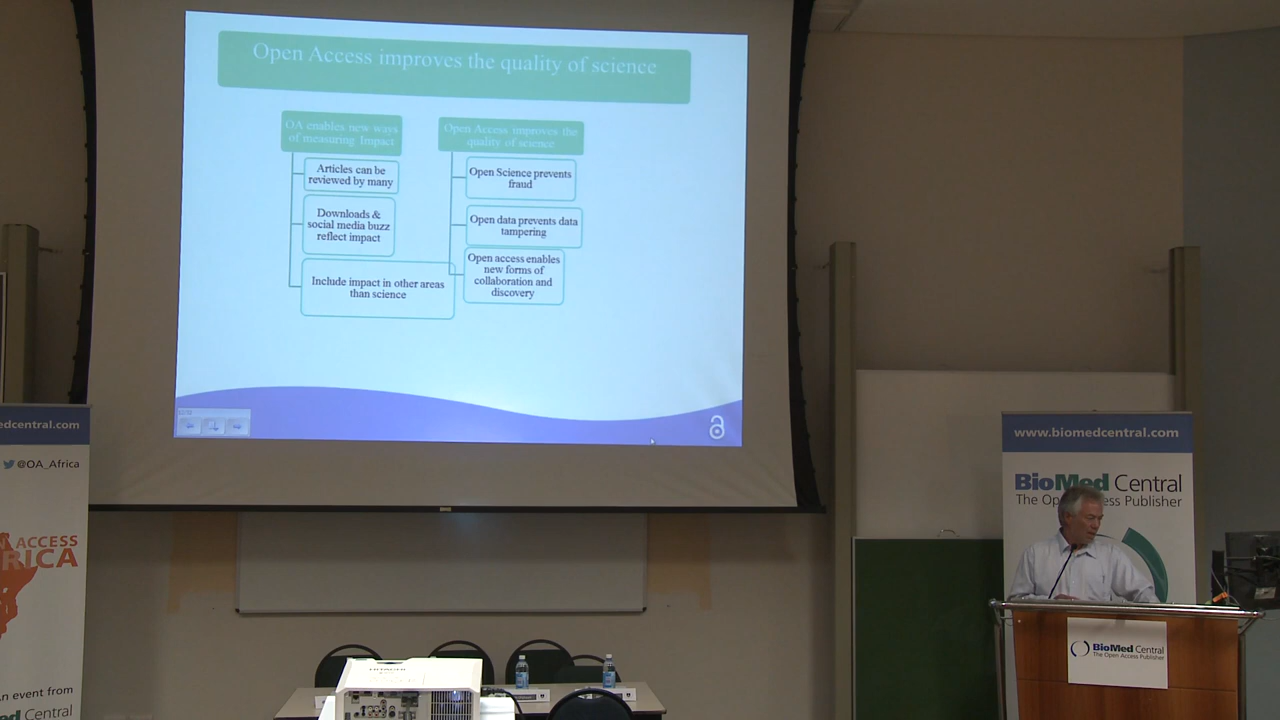 Open Access improves the quality of science
OA enables new ways
of measuring Impact
Articles can be
reviewed by many
Downloads &
social media buzz
reflect impact
Include impact in other areas
than science
Open Access improves the
quality of science
Open Science prevents
fraud
Open data prevents data
tampering
Open access enables
new forms of
collaboration and
discovery
edcentral.com
@OA_Africa
N ACCESS
RICA
An event from
ed Central
www.biomedcentral.com
BioMed Central
The Open Access Publisher
BioMed Central
The Open Access Publisher
HITACHI